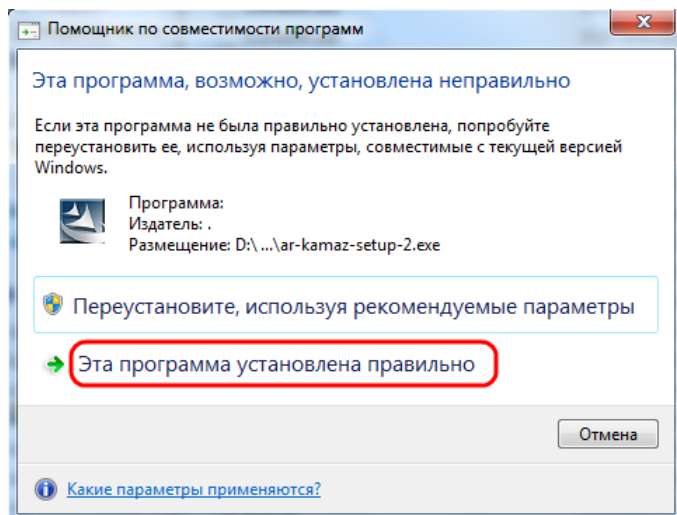 Помощник по совместимости программ
Эта программа, возможно, установлена неправильно
Если эта программа не была правильно установлена, попробуйте
переустановить ее, используя параметры, совместимые с текущей версией
Windows.
Программа:
Издатель: .
Размещение: D:\ ...\ar-kamaz-setup-2.exe
Переустановите, используя рекомендуемые параметры
Эта программа установлена правильно
Отмена
Какие параметры применяются?